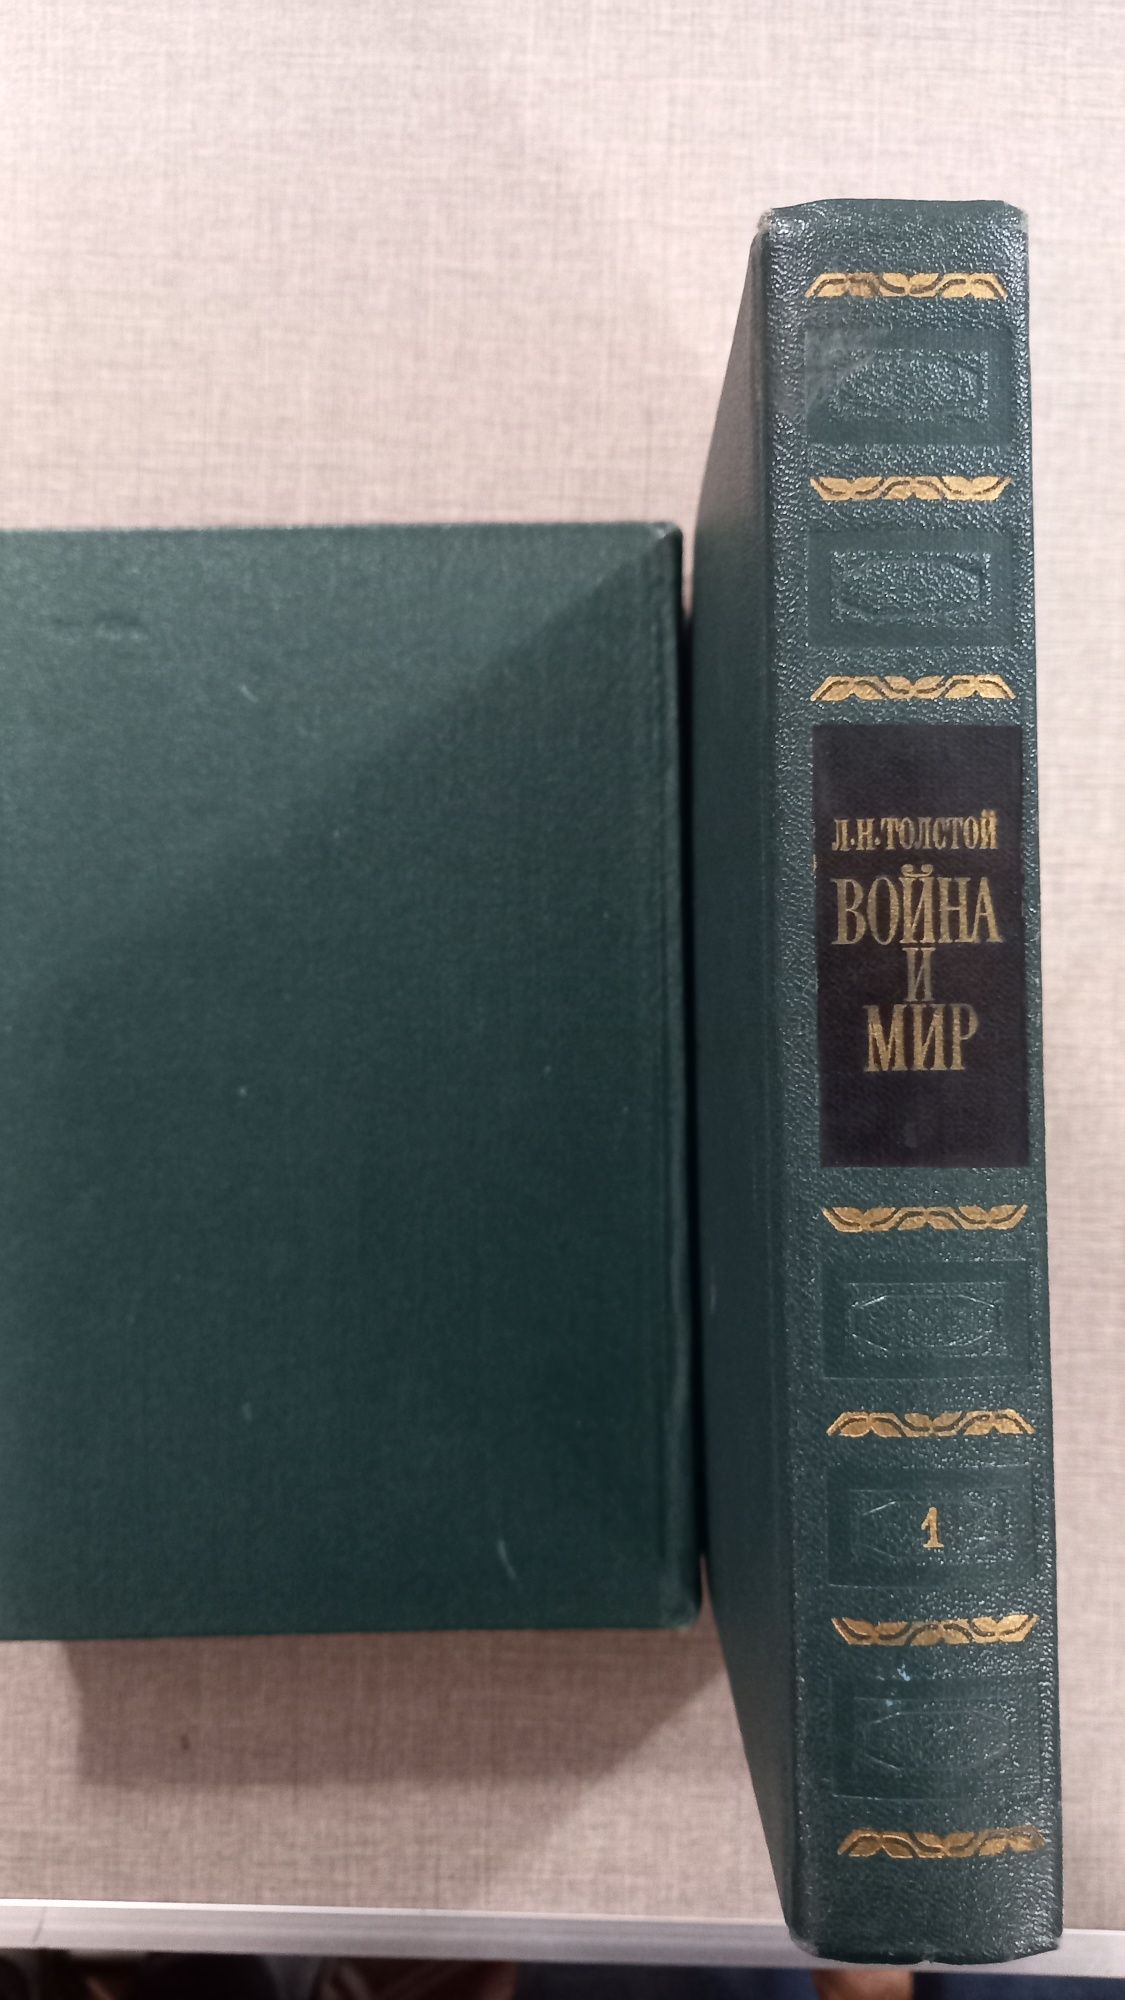 Л.Н.ТОЛСТОЙ
ВОЙНА
И
МИР
1